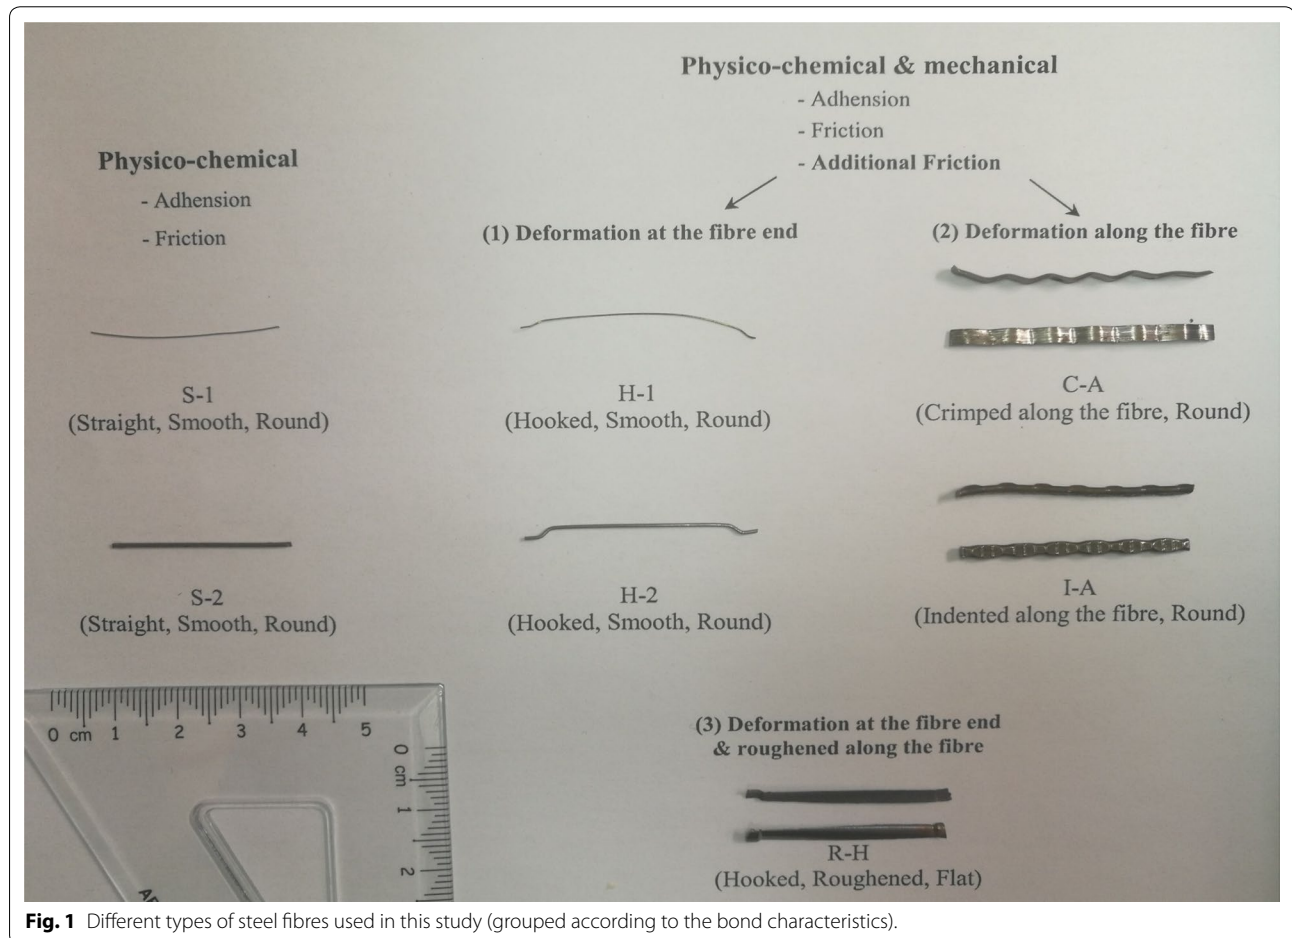 Physico-chemical & mechanical
- Adhension
- Friction
- Additional Friction
Physico-chemical
- Adhension
- Friction
(1) Deformation at the fibre end
(2) Deformation along the fibre
S-1
(Straight, Smooth, Round)
H-1
(Hooked, Smooth, Round)
C-A
(Crimped along the fibre, Round)
S-2
(Straight, Smooth, Round)
H-2
(Hooked, Smooth, Round)
I-A
(Indented along the fibre, Round)
0 cm 1 2 3 4 5
0 cm 1 2
(3) Deformation at the fibre end
& roughened along the fibre
R-H
(Hooked, Roughened, Flat)
Fig. 1 Different types of steel fibres used in this study (grouped according to the bond characteristics).